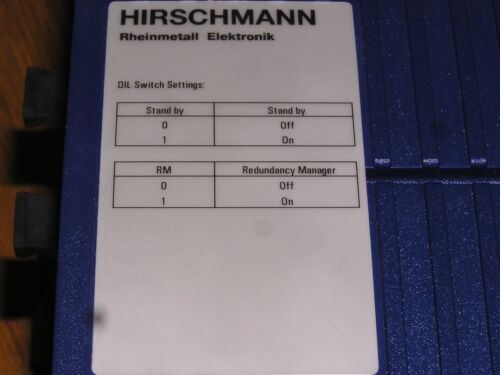 HIRSCHMANN
Rheinmetall Elektronik
DIL Switch Settings:
Stand by Stand by
0 Off
1 On
RM Redundancy Manager
0 Off
1 On